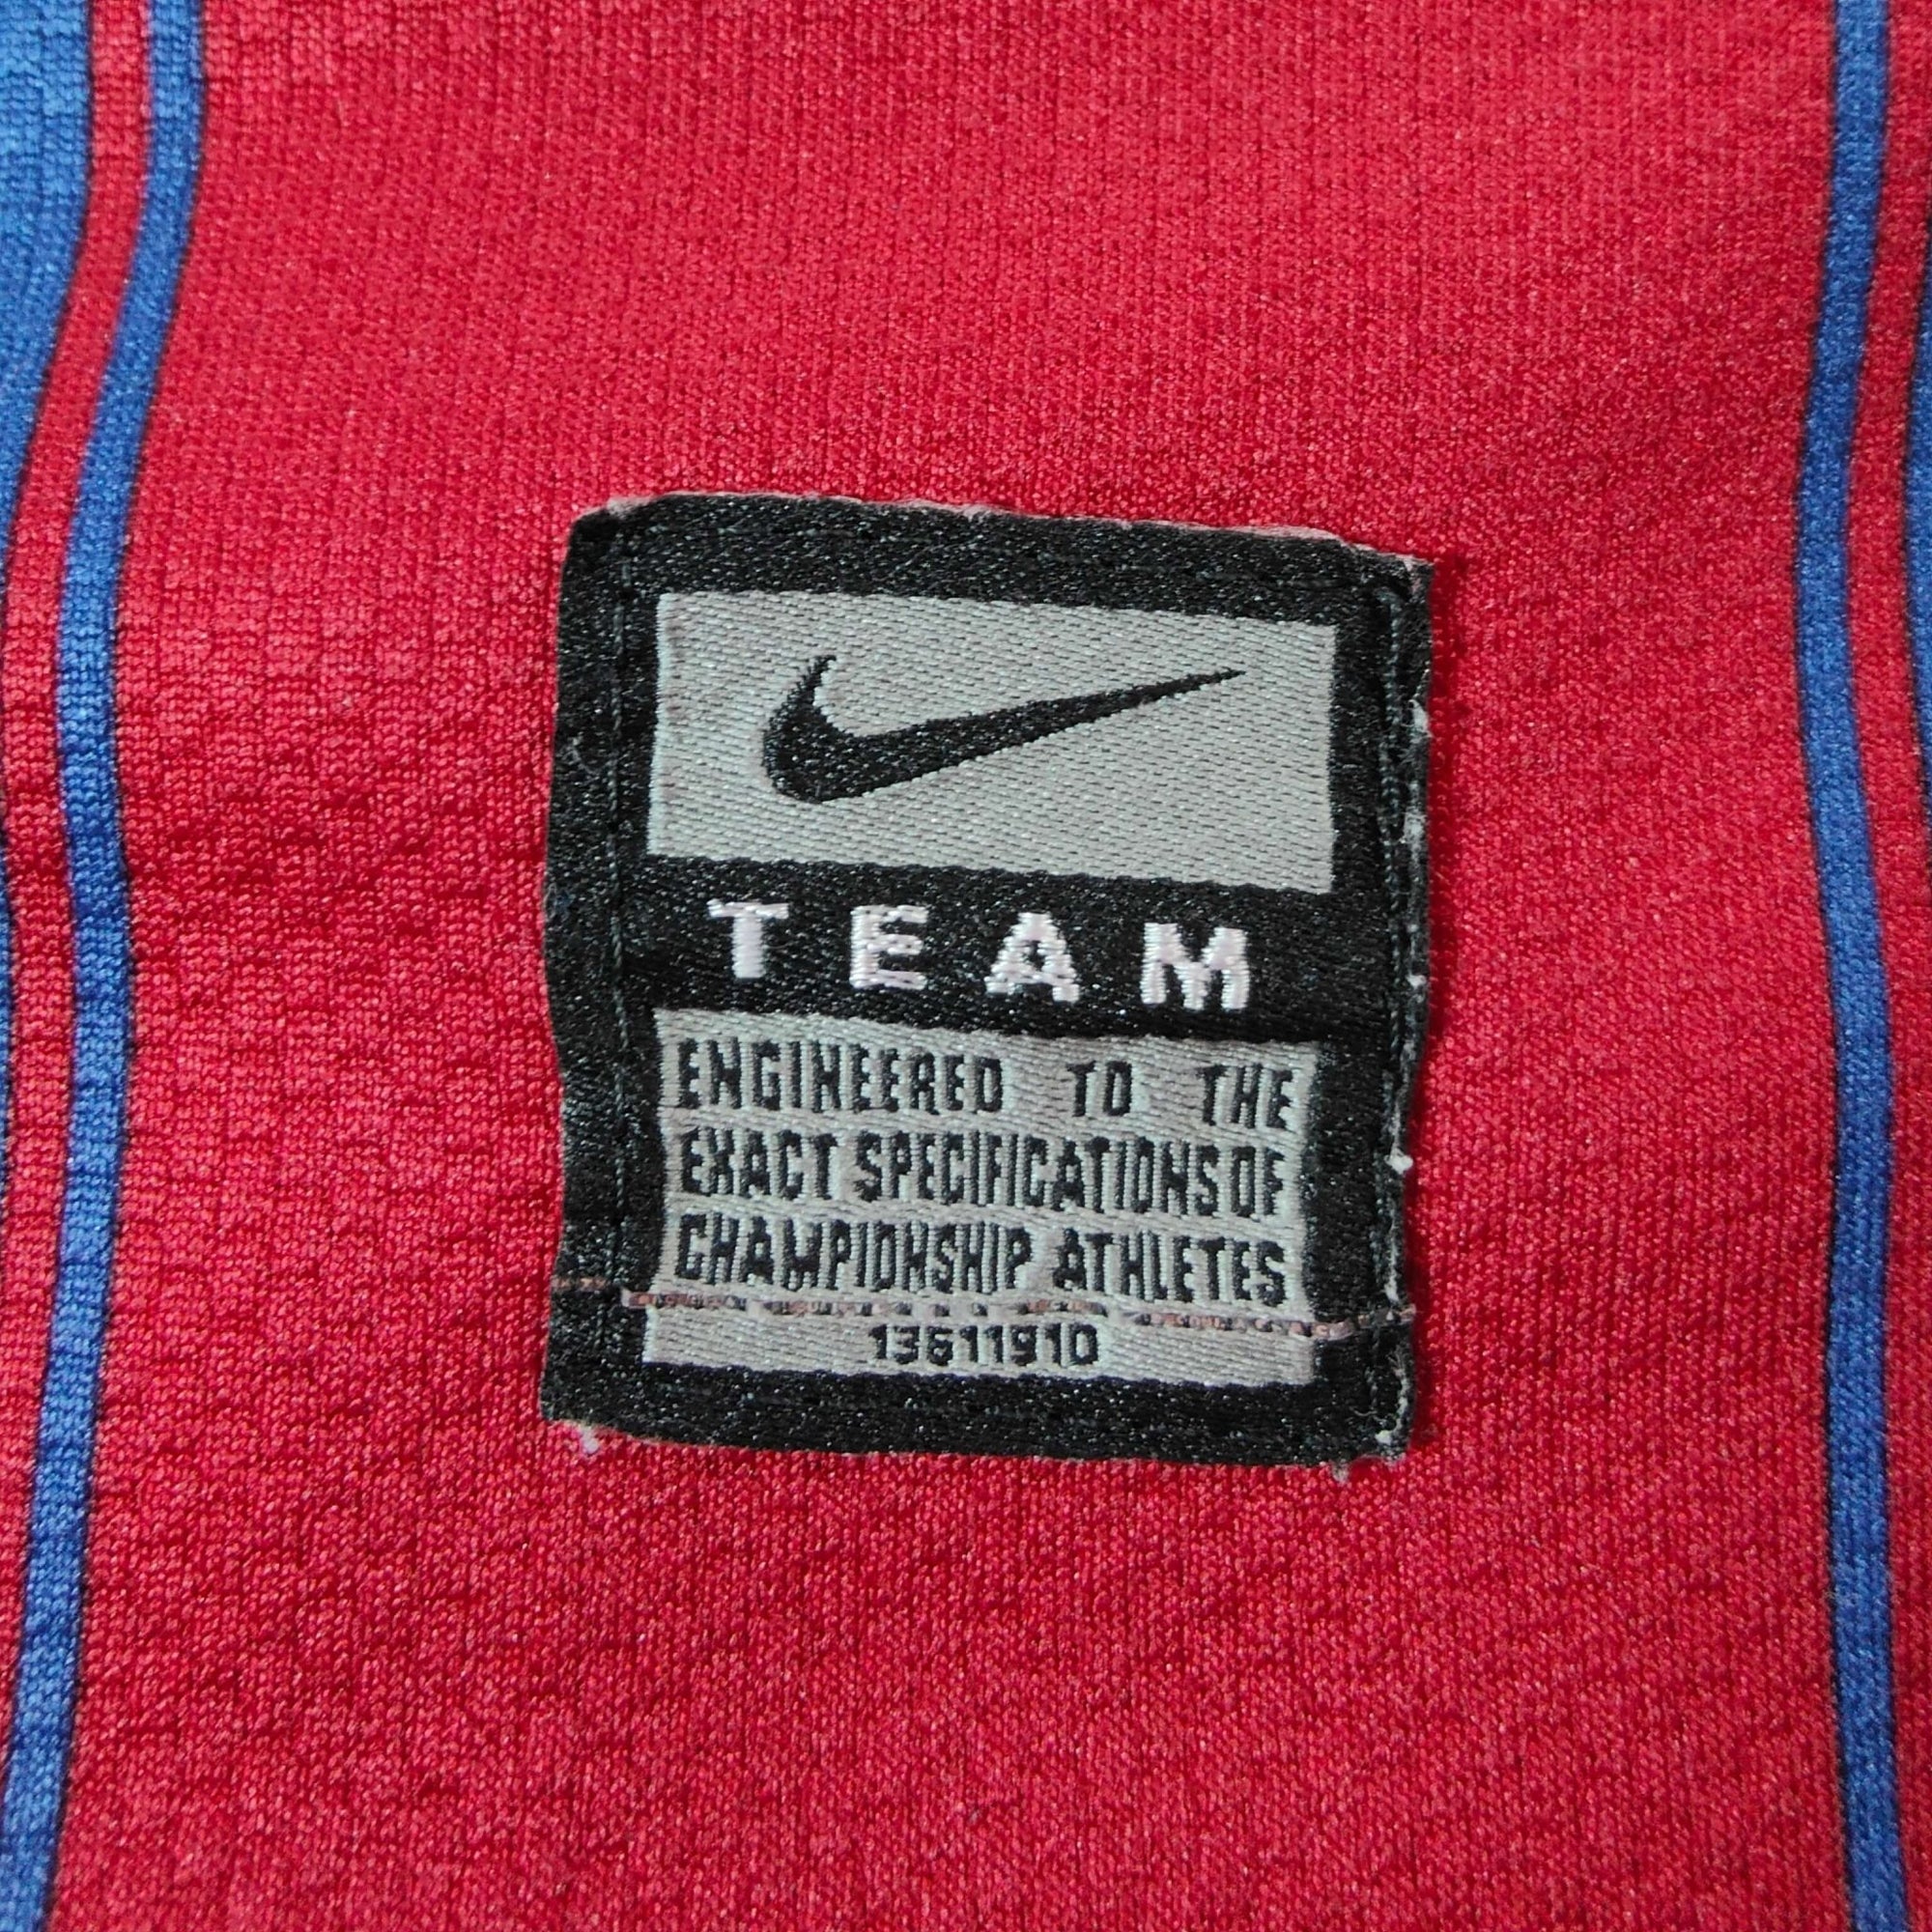 TEAM
ENGINEERED TO THE
EXACT SPECIFICATIONS OF
CHAMPIONSHIP ATHLETES
13611910